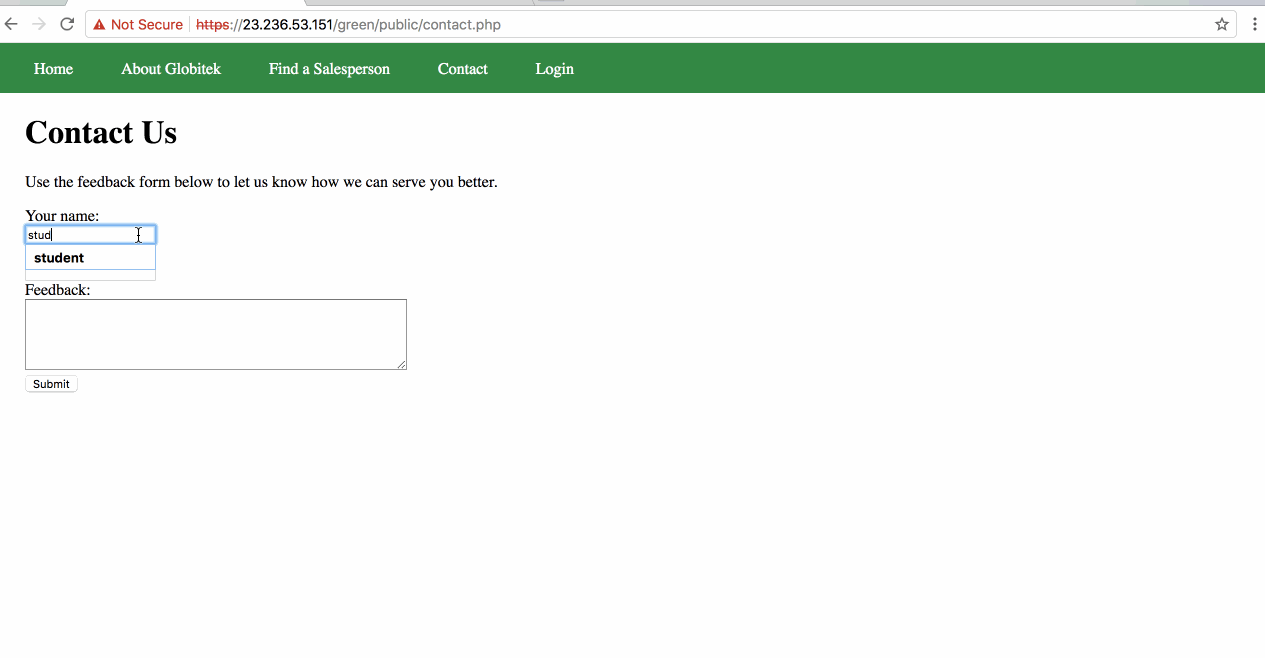 Not Secure https://23.236.53.151/green/public/contact.php
Home About Globitek Find a Salesperson Contact Login
Contact Us
Use the feedback form below to let us know how we can serve you better.
Your name:
stud
student
Feedback:
Submit